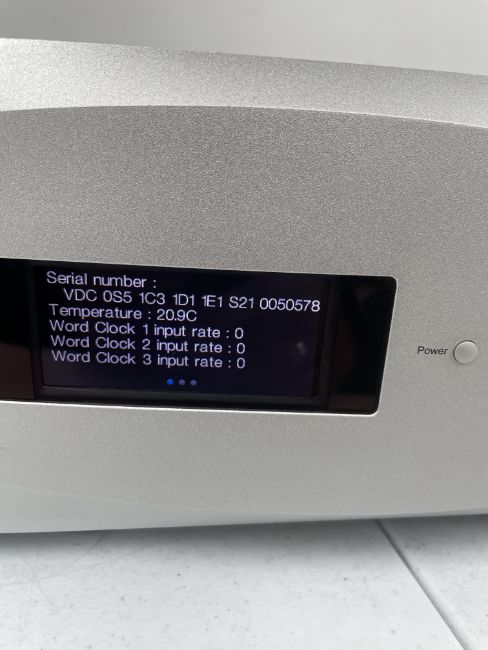 Serial number :
VDC 0S5 1C3 1D1 1E1 S21 0050578
Temperature : 20.9C
Word Clock 1 input rate : 0
Word Clock 2 input rate : 0
Word Clock 3 input rate : 0
Power